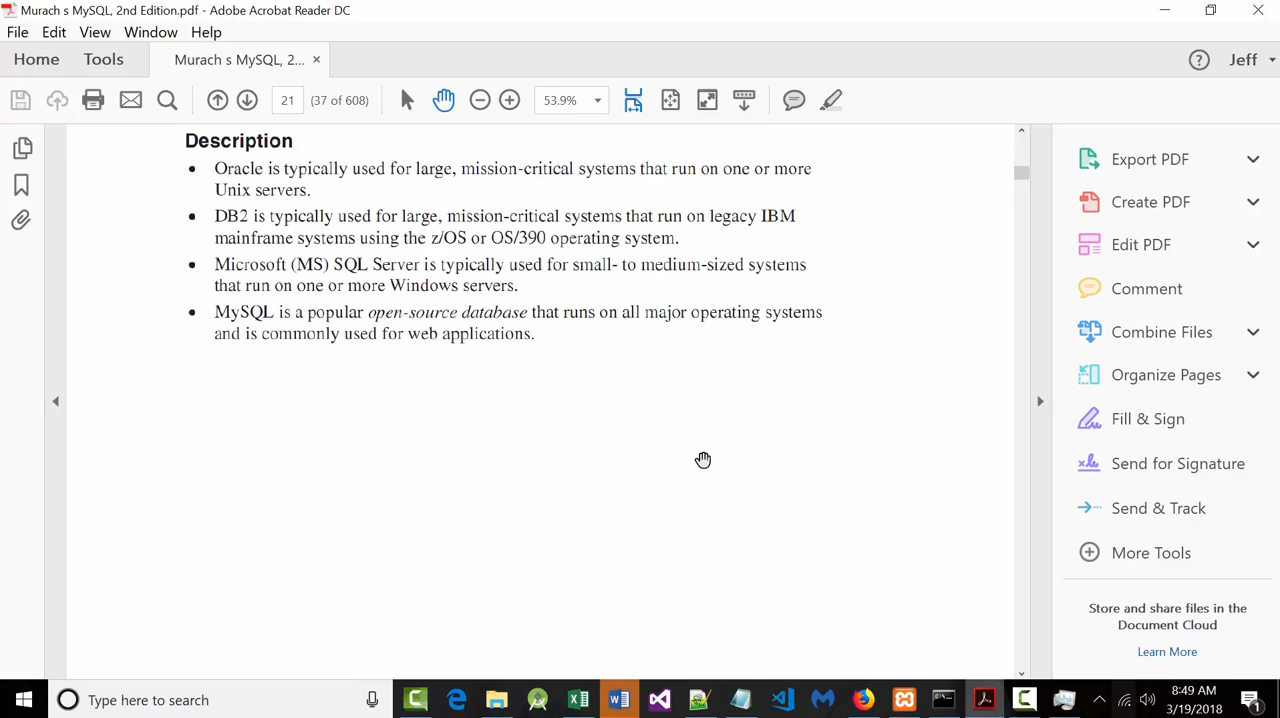 Murach s MySQL, 2nd Edition.pdf - Adobe Acrobat Reader DC
File Edit View Window Help
Home Tools Murach s MySQL, 2... × Jeff
21 (37 of 608) 53.9%
Description
• Oracle is typically used for large, mission-critical systems that run on one or more
Unix servers.
• DB2 is typically used for large, mission-critical systems that run on legacy IBM
mainframe systems using the z/OS or OS/390 operating system.
• Microsoft (MS) SQL Server is typically used for small- to medium-sized systems
that run on one or more Windows servers.
• MySQL is a popular open-source database that runs on all major operating systems
and is commonly used for web applications.
Export PDF
Create PDF
Edit PDF
Comment
Combine Files
Organize Pages
Fill & Sign
Send for Signature
Send & Track
More Tools
Store and share files in the
Document Cloud
Learn More
Type here to search
8:49 AM
3/19/2018